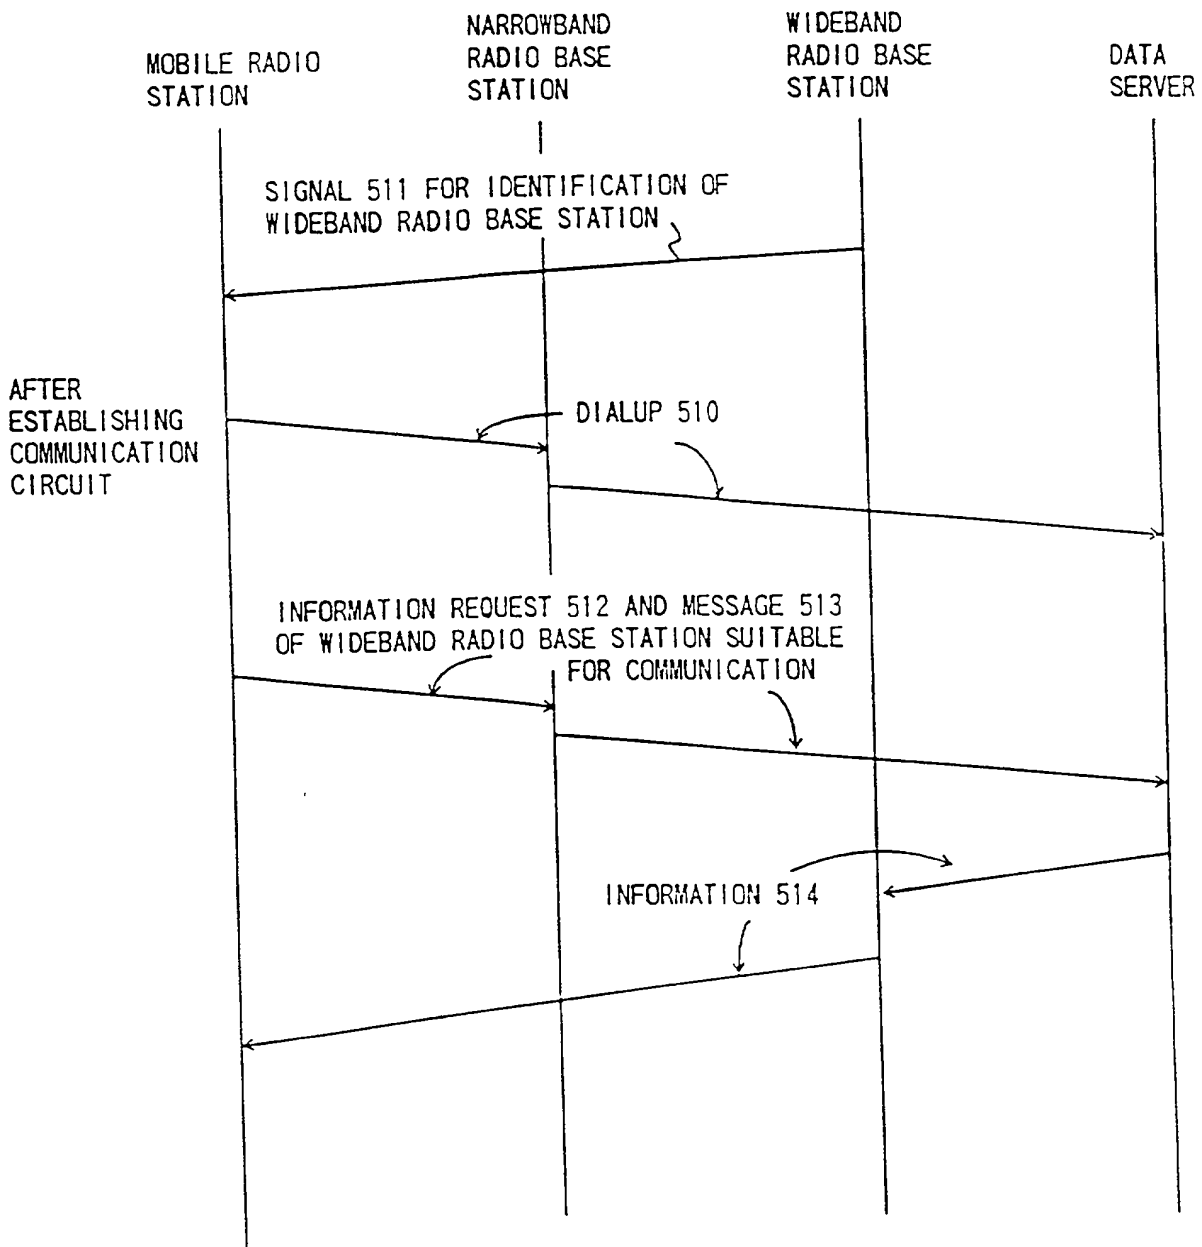 MOBILE RADIO
STATION
NARROWBAND
RADIO BASE
STATION
WIDEBAND
RADIO BASE
STATION
DATA
SERVER
SIGNAL 511 FOR IDENTIFICATION OF
WIDEBAND RADIO BASE STATION
AFTER
ESTABLISHING
COMMUNICATION
CIRCUIT
DIALUP 510
INFORMATION REQUEST 512 AND MESSAGE 513
OF WIDEBAND RADIO BASE STATION SUITABLE
FOR COMMUNICATION
INFORMATION 514